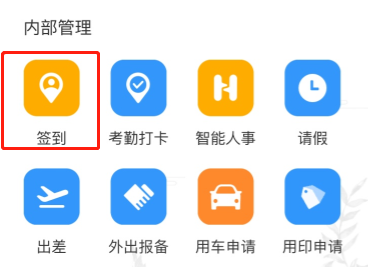 内部管理
签到 考勤打卡 智能人事 请假
出差 外出报备 用车申请 用印申请